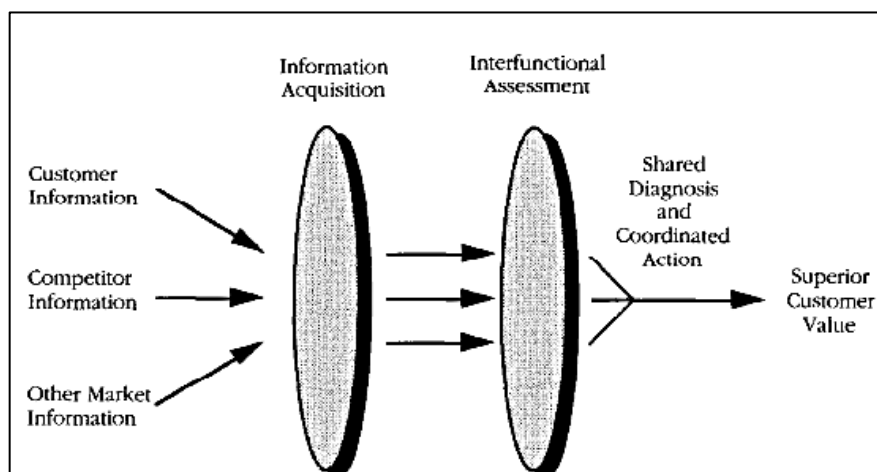 Information
Acquisition
Interfunctional
Assessment
Customer
Information
Competitor
Information
Other Market
Information
Shared
Diagnosis
and
Coordinated
Action
Superior
Customer
Value